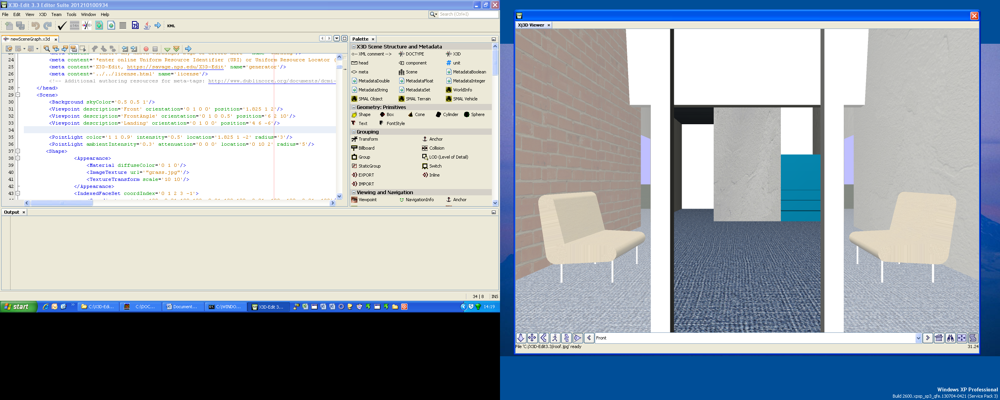 X3D-Edit 3.3 Editor Suite 201210100934
File Edit View X3D Team Tools Window Help
Search (Ctrl+I)
c14n
KML
newSceneGraph.x3d
24 <meta content='*enter online Uniform Resource Identifier (URI) or Uniform Resource Locator (
25 <meta content='X3D-Edit, https://savage.nps.edu/X3D-Edit' name='generator'/>
26 <meta content='../../license.html' name='license'/>
27 <!-- Additional authoring resources for meta-tags: http://www.dublincore.org/documents/dcmi-
28 </head>
29 <Scene>
30 <Background skyColor='0.5 0.5 1'/>
31 <Viewpoint description='Front' orientation='0 1 0 0' position='1.825 1 2'/>
32 <Viewpoint description='FrontAngle' orientation='0 1 0 0.5' position='6 2 10'/>
33 <Viewpoint description='Landing' orientation='0 1 0 0' position='4 6 -6'/>
34
35 <PointLight color='1 1 0.9' intensity='0.5' location='1.825 1 -2' radius='3'/>
36 <PointLight ambientIntensity='0.3' attenuation='0 0 0' location='0 10 2' radius='5'/>
37 <Shape>
38 <Appearance>
39 <Material diffuseColor='0 1 0'/>
40 <ImageTexture url='"grass.jpg"'/>
41 <TextureTransform scale='10 10'/>
42 </Appearance>
43 <IndexedFaceSet coordIndex='0 1 2 3 -1'>
Palette
X3D Scene Structure and Metadata
<!-- XML comment --> DOCTYPE X3D
head component unit
meta Scene MetadataBoolean
MetadataDouble MetadataFloat MetadataInteger
MetadataString MetadataSet WorldInfo
SMAL Object SMAL Terrain SMAL Vehicle
Geometry: Primitives
Shape Box Cone Cylinder Sphere
Text FontStyle
Grouping
Transform Anchor
Billboard Collision
Group LOD (Level of Detail)
StaticGroup Switch
EXPORT Inline
IMPORT
Viewing and Navigation
Viewpoint NavigationInfo Anchor
Output
34 | 8 INS
start C:\X3D-Edi... C:\DOC... Document... C:\WINDO... X3D-Edit 3... 14:19
Xj3D Viewer
Front
File 'C:/X3D-Edit3.3/roof.jpg' ready 31.24
Windows XP Professional
Build 2600.xpsp_sp3_qfe.130704-0421 (Service Pack 3)